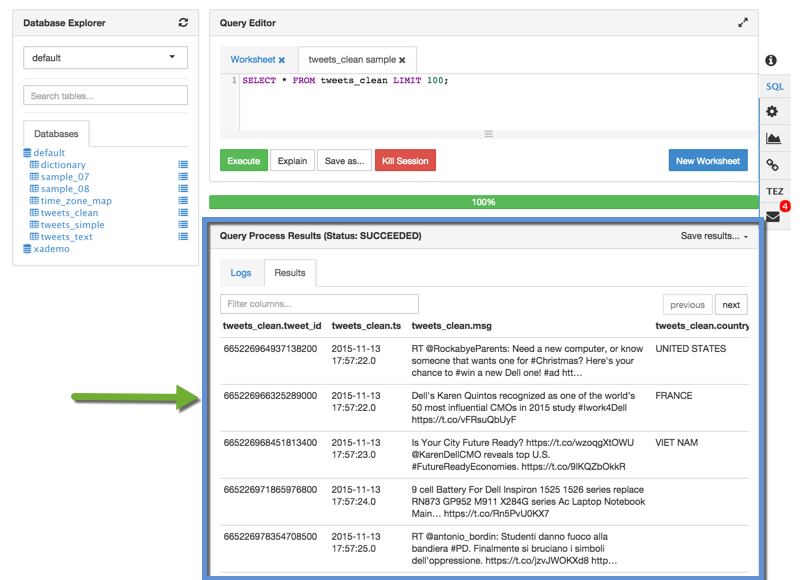 Database Explorer
default
Search tables...
Databases
default
dictionary
sample_07
sample_08
time_zone_map
tweets_clean
tweets_simple
tweets_text
xademo
Query Editor
Worksheet ×
tweets_clean sample ×
1 SELECT * FROM tweets_clean LIMIT 100;
Execute
Explain
Save as...
Kill Session
New Worksheet
100%
SQL
TEZ
4
Query Process Results (Status: SUCCEEDED)
Save results...
Logs
Results
Filter columns...
previous
next
tweets_clean.tweet_id tweets_clean.ts tweets_clean.msg tweets_clean.country
665226964937138200 2015-11-13 RT @RockabyeParents: Need a new computer, or know UNITED STATES
17:57:22.0 someone that wants one for #Christmas? Here's your
chance to #win a new Dell one! #ad htt…
665226966325289000 2015-11-13 Dell's Karen Quintos recognized as one of the world's FRANCE
17:57:22.0 50 most influential CMOs in 2015 study #Iwork4Dell
https://t.co/vFRsuQbUyF
665226968451813400 2015-11-13 Is Your City Future Ready? https://t.co/wzoqgXtOWU VIET NAM
17:57:23.0 @KarenDellCMO reveals top U.S.
#FutureReadyEconomies. https://t.co/9lKQZbOkkR
665226971865976800 2015-11-13 9 cell Battery For Dell Inspiron 1525 1526 series replace
17:57:24.0 RN873 GP952 M911 X284G series Ac Laptop Notebook
Main… https://t.co/Rn5PvU0KX7
665226978354708500 2015-11-13 RT @antonio_bordin: Studenti danno fuoco alla
17:57:25.0 bandiera #PD. Finalmente si bruciano i simboli
dell'oppressione. https://t.co/jzvJWOKXd8 http…